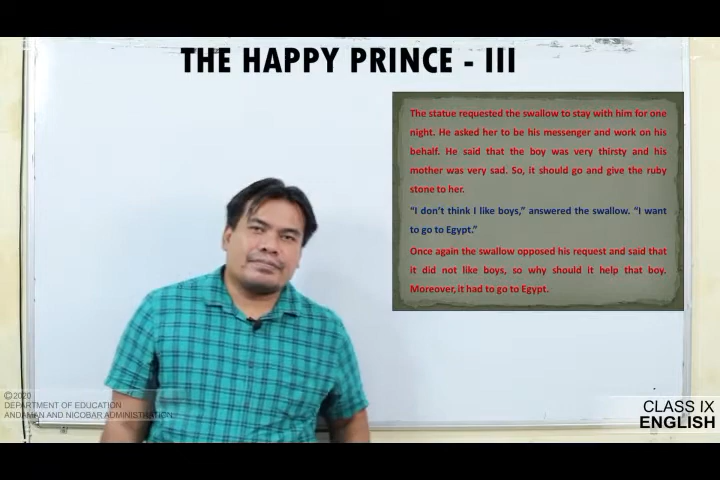 THE HAPPY PRINCE - III
The statue requested the swallow to stay with him for one
night. He asked her to be his messenger and work on his
behalf. He said that the boy was very thirsty and his
mother was very sad. So, it should go and give the ruby
stone to her.
“I don't think I like boys,” answered the swallow. “I want
to go to Egypt.”
Once again the swallow opposed his request and said that
it did not like boys, so why should it help that boy.
Moreover, it had to go to Egypt.
©2020
DEPARTMENT OF EDUCATION
ANDAMAN AND NICOBAR ADMINISTRATION
CLASS IX
ENGLISH